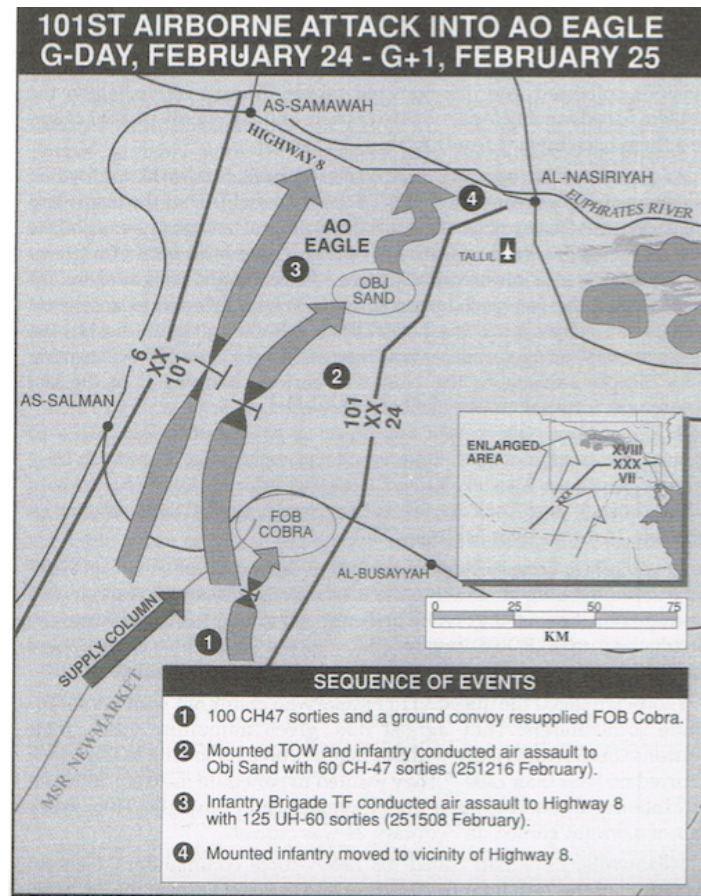 101ST AIRBORNE ATTACK INTO AO EAGLE
G-DAY, FEBRUARY 24 - G+1, FEBRUARY 25
AS-SAMAWAH
HIGHWAY 8
AL-NASIRIYAH
EUPHRATES RIVER
4
AO
EAGLE
TALLIL
3
OBJ
SAND
6
XX
101
2
AS-SALMAN
101
XX
24
ENLARGED
AREA
XVIII
XXX
VII
XXX
FOB
COBRA
AL-BUSAYYAH
0 25 50 75
KM
SUPPLY COLUMN
1
MSR NEWMARKET
SEQUENCE OF EVENTS
1 100 CH47 sorties and a ground convoy resupplied FOB Cobra.
2 Mounted TOW and infantry conducted air assault to
Obj Sand with 60 CH-47 sorties (251216 February).
3 Infantry Brigade TF conducted air assault to Highway 8
with 125 UH-60 sorties (251508 February).
4 Mounted infantry moved to vicinity of Highway 8.